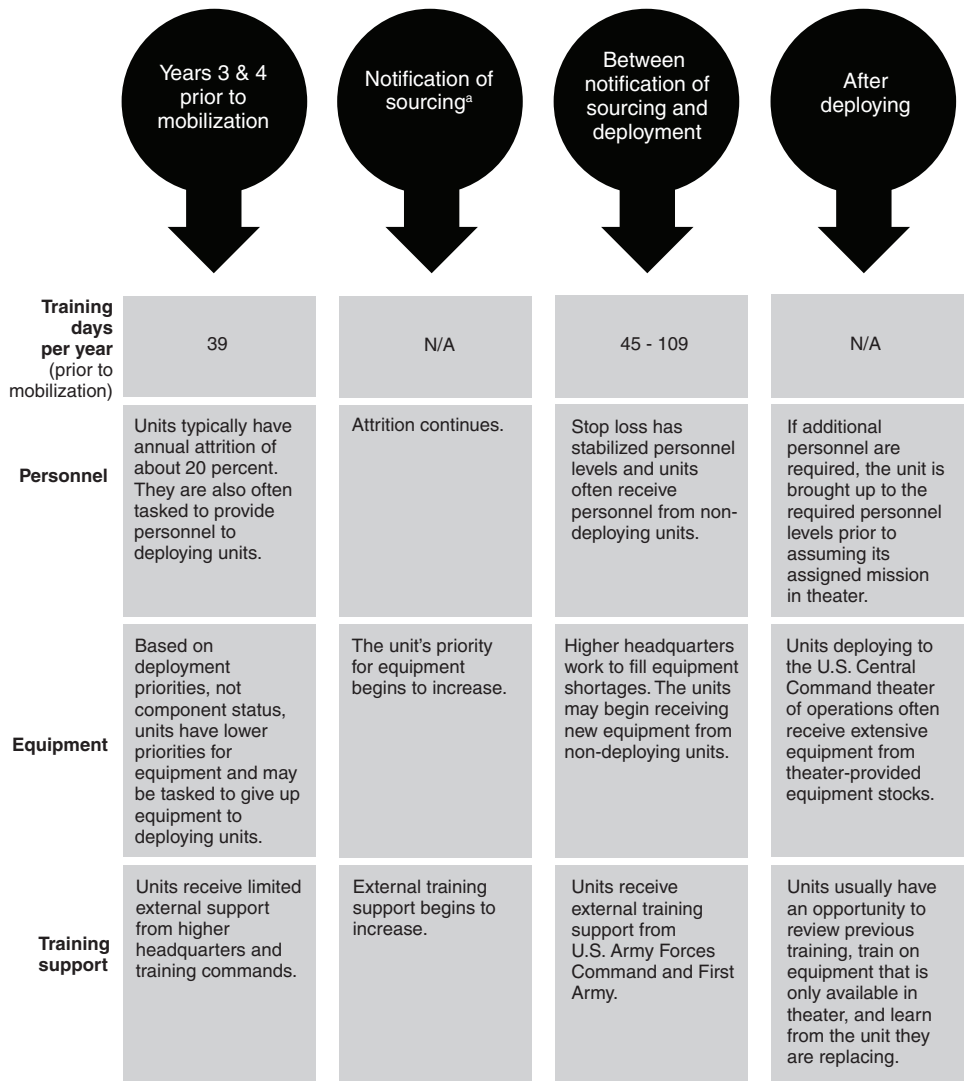 Years 3 & 4
prior to
mobilization
Notification of
sourcingᵃ
Between
notification of
sourcing and
deployment
After
deploying
Training
days
per year
(prior to
mobilization)
39
N/A
45 - 109
N/A
Personnel
Units typically have
annual attrition of
about 20 percent.
They are also often
tasked to provide
personnel to
deploying units.
Attrition continues.
Stop loss has
stabilized personnel
levels and units
often receive
personnel from non-
deploying units.
If additional
personnel are
required, the unit is
brought up to the
required personnel
levels prior to
assuming its
assigned mission
in theater.
Equipment
Based on
deployment
priorities, not
component status,
units have lower
priorities for
equipment and may
be tasked to give up
equipment to
deploying units.
The unit's priority
for equipment
begins to increase.
Higher headquarters
work to fill equipment
shortages. The units
may begin receiving
new equipment from
non-deploying units.
Units deploying to
the U.S. Central
Command theater
of operations often
receive extensive
equipment from
theater-provided
equipment stocks.
Training
support
Units receive limited
external support
from higher
headquarters and
training commands.
External training
support begins to
increase.
Units receive
external training
support from
U.S. Army Forces
Command and First
Army.
Units usually have
an opportunity to
review previous
training, train on
equipment that is
only available in
theater, and learn
from the unit they
are replacing.